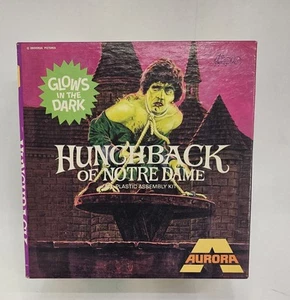 GLOWS
IN THE
DARK
HUNCHBACK
OF NOTRE DAME
PLASTIC ASSEMBLY KIT
AURORA